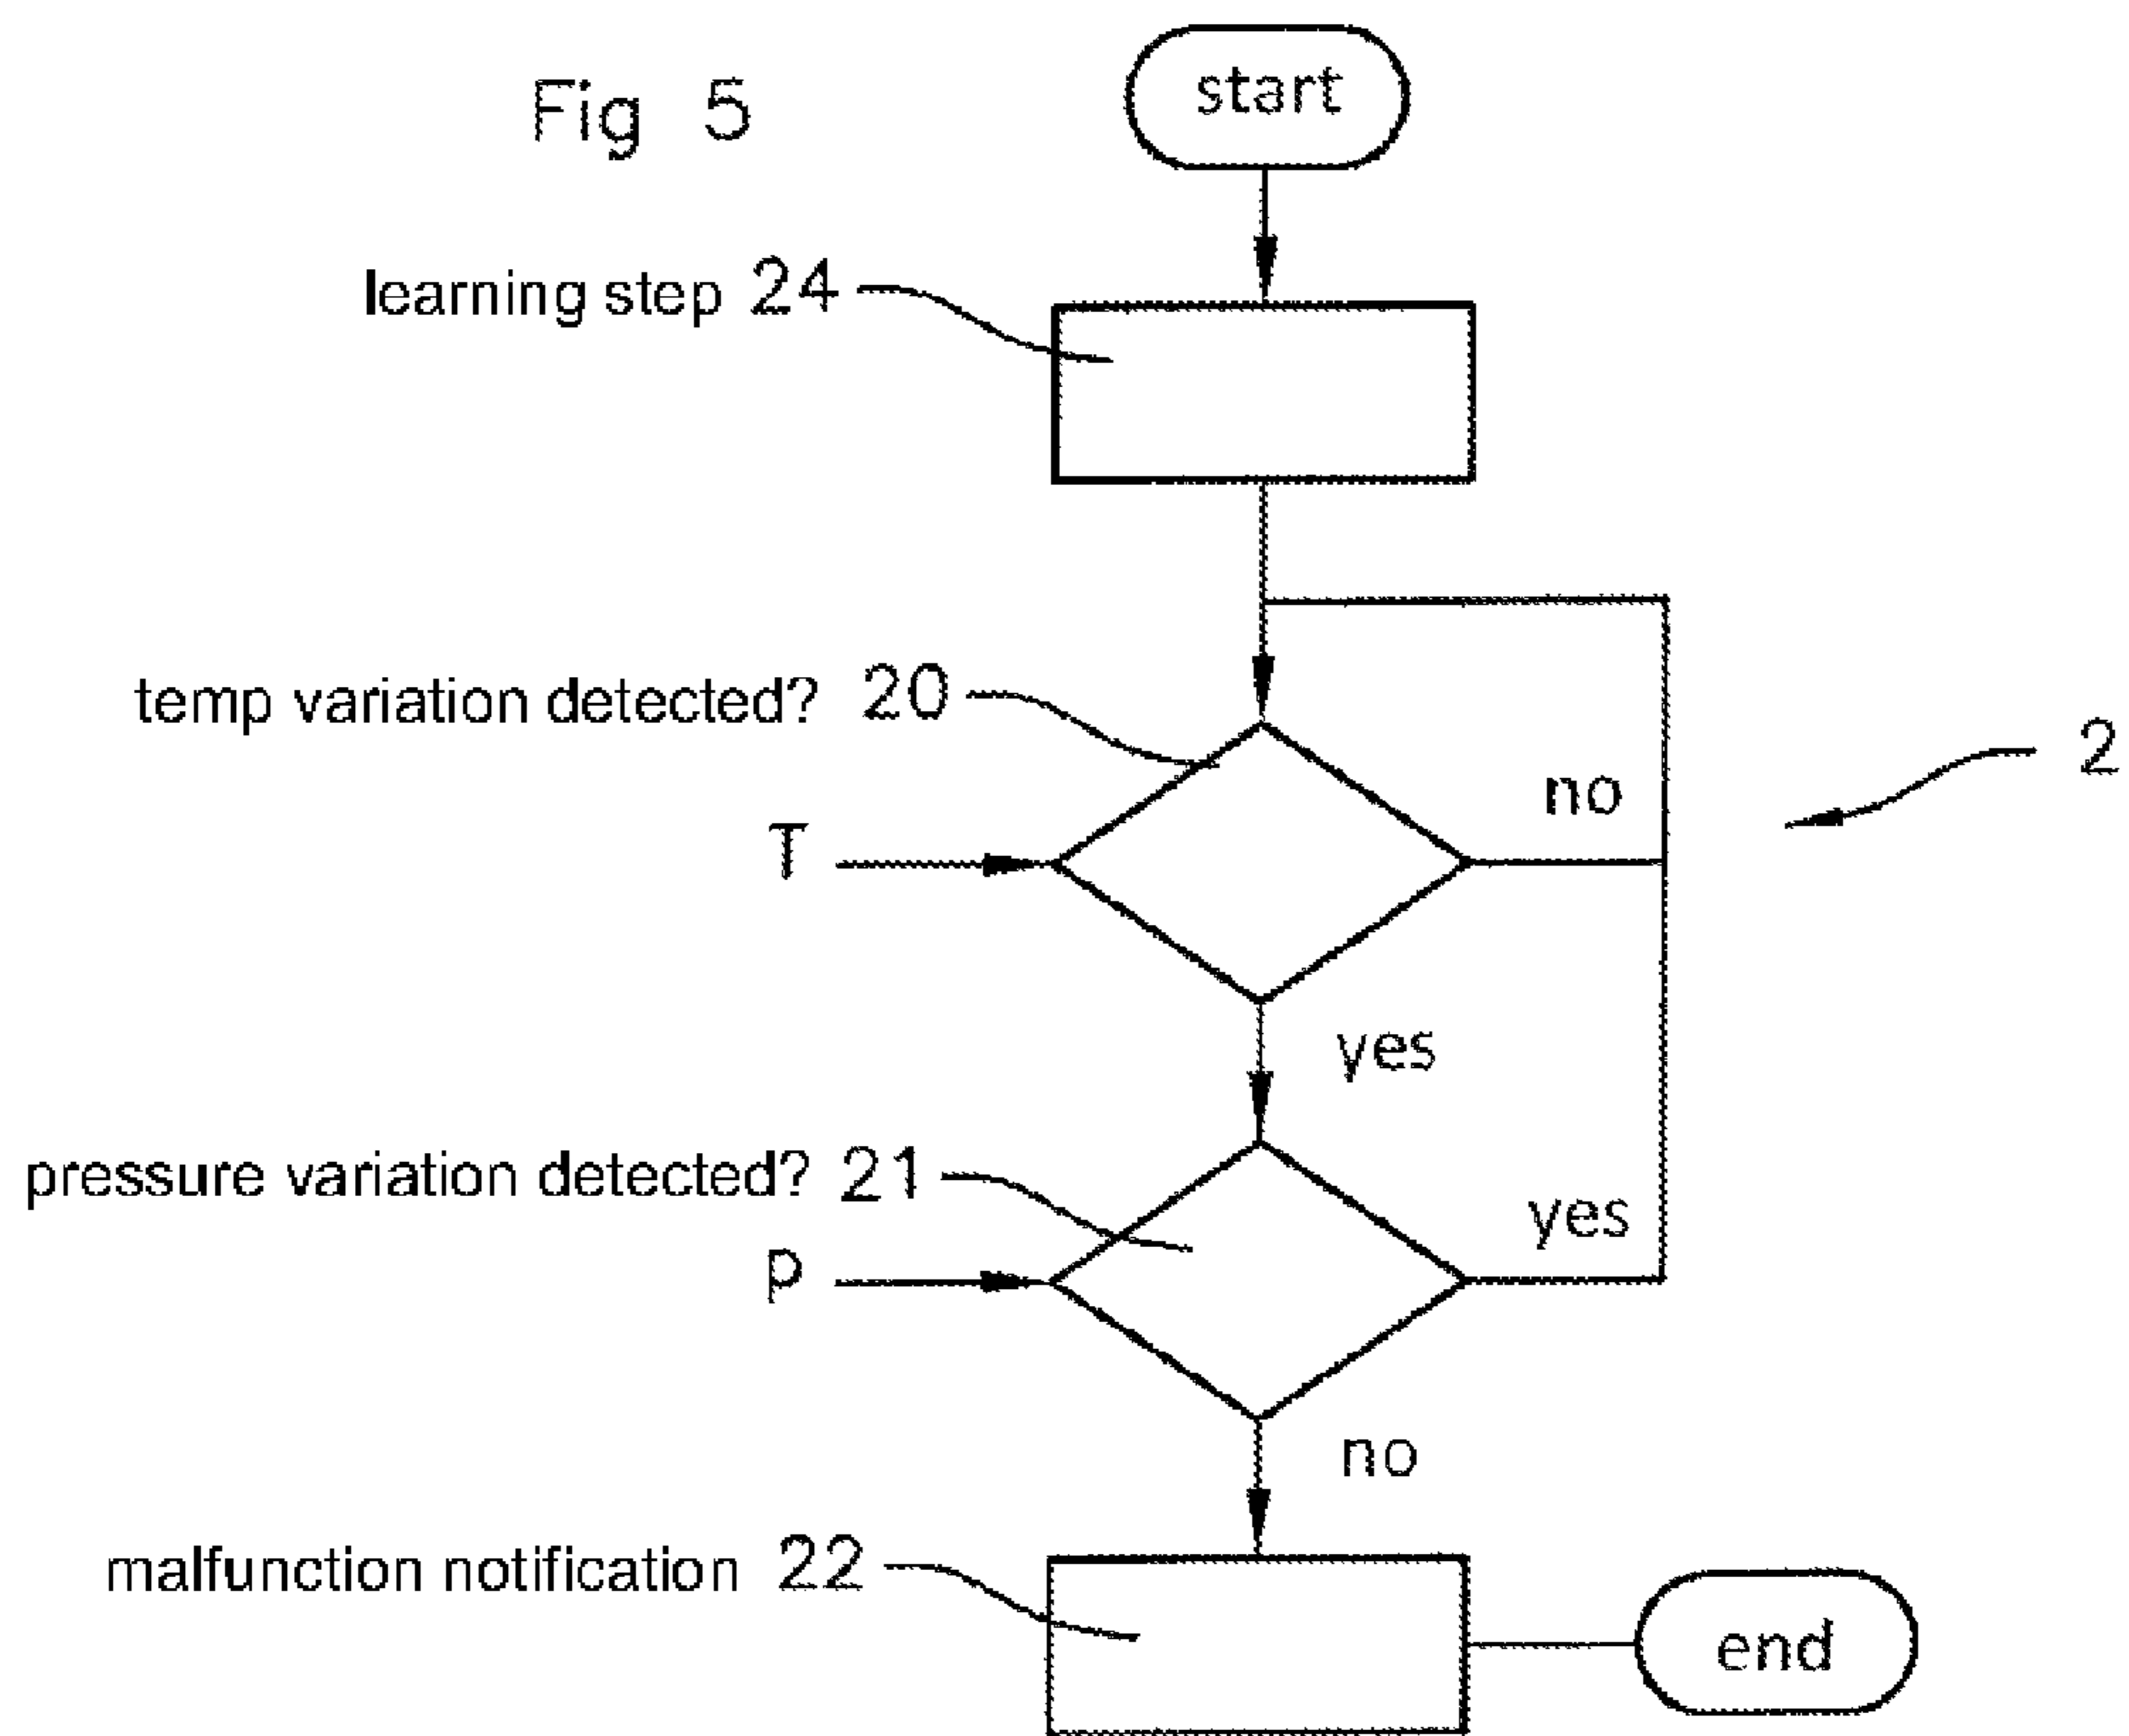 Fig 5
start
learning step 24
temp variation detected? 20
no
2
T
yes
pressure variation detected? 21
yes
P
no
malfunction notification 22
end